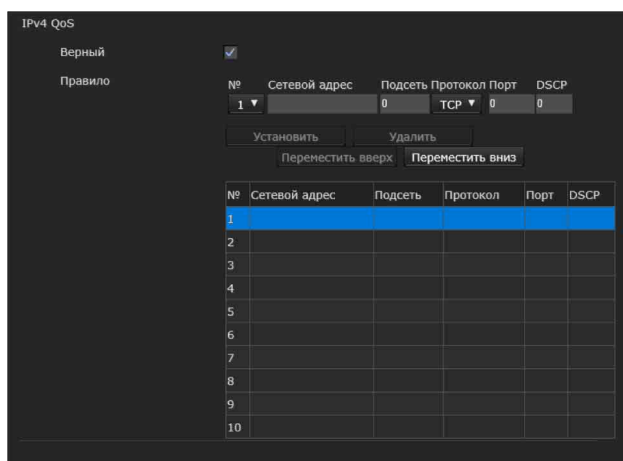 IPv4 QoS
Верный
Правило
№ Сетевой адрес Подсеть Протокол Порт DSCP
1 0 TCP 0 0
Установить Удалить
Переместить вверх Переместить вниз
№ Сетевой адрес Подсеть Протокол Порт DSCP
1
2
3
4
5
6
7
8
9
10